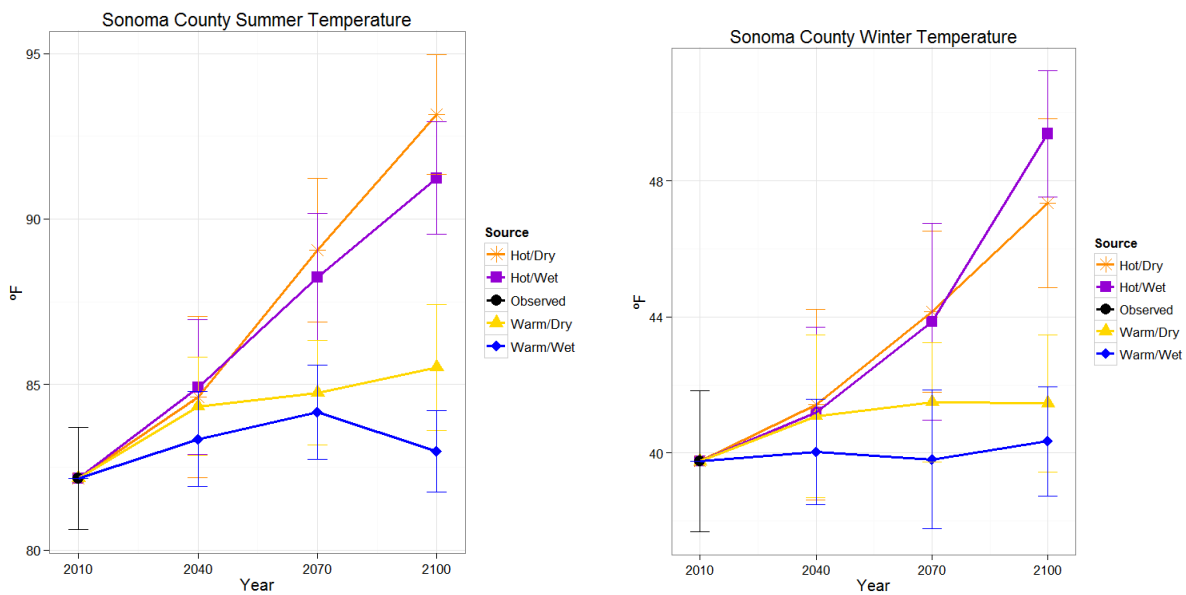 Sonoma County Summer Temperature
95
90
85
80
ºF
2010 2040 2070 2100
Year
Source
Hot/Dry
Hot/Wet
Observed
Warm/Dry
Warm/Wet
Sonoma County Winter Temperature
48
44
40
ºF
2010 2040 2070 2100
Year
Source
Hot/Dry
Hot/Wet
Observed
Warm/Dry
Warm/Wet